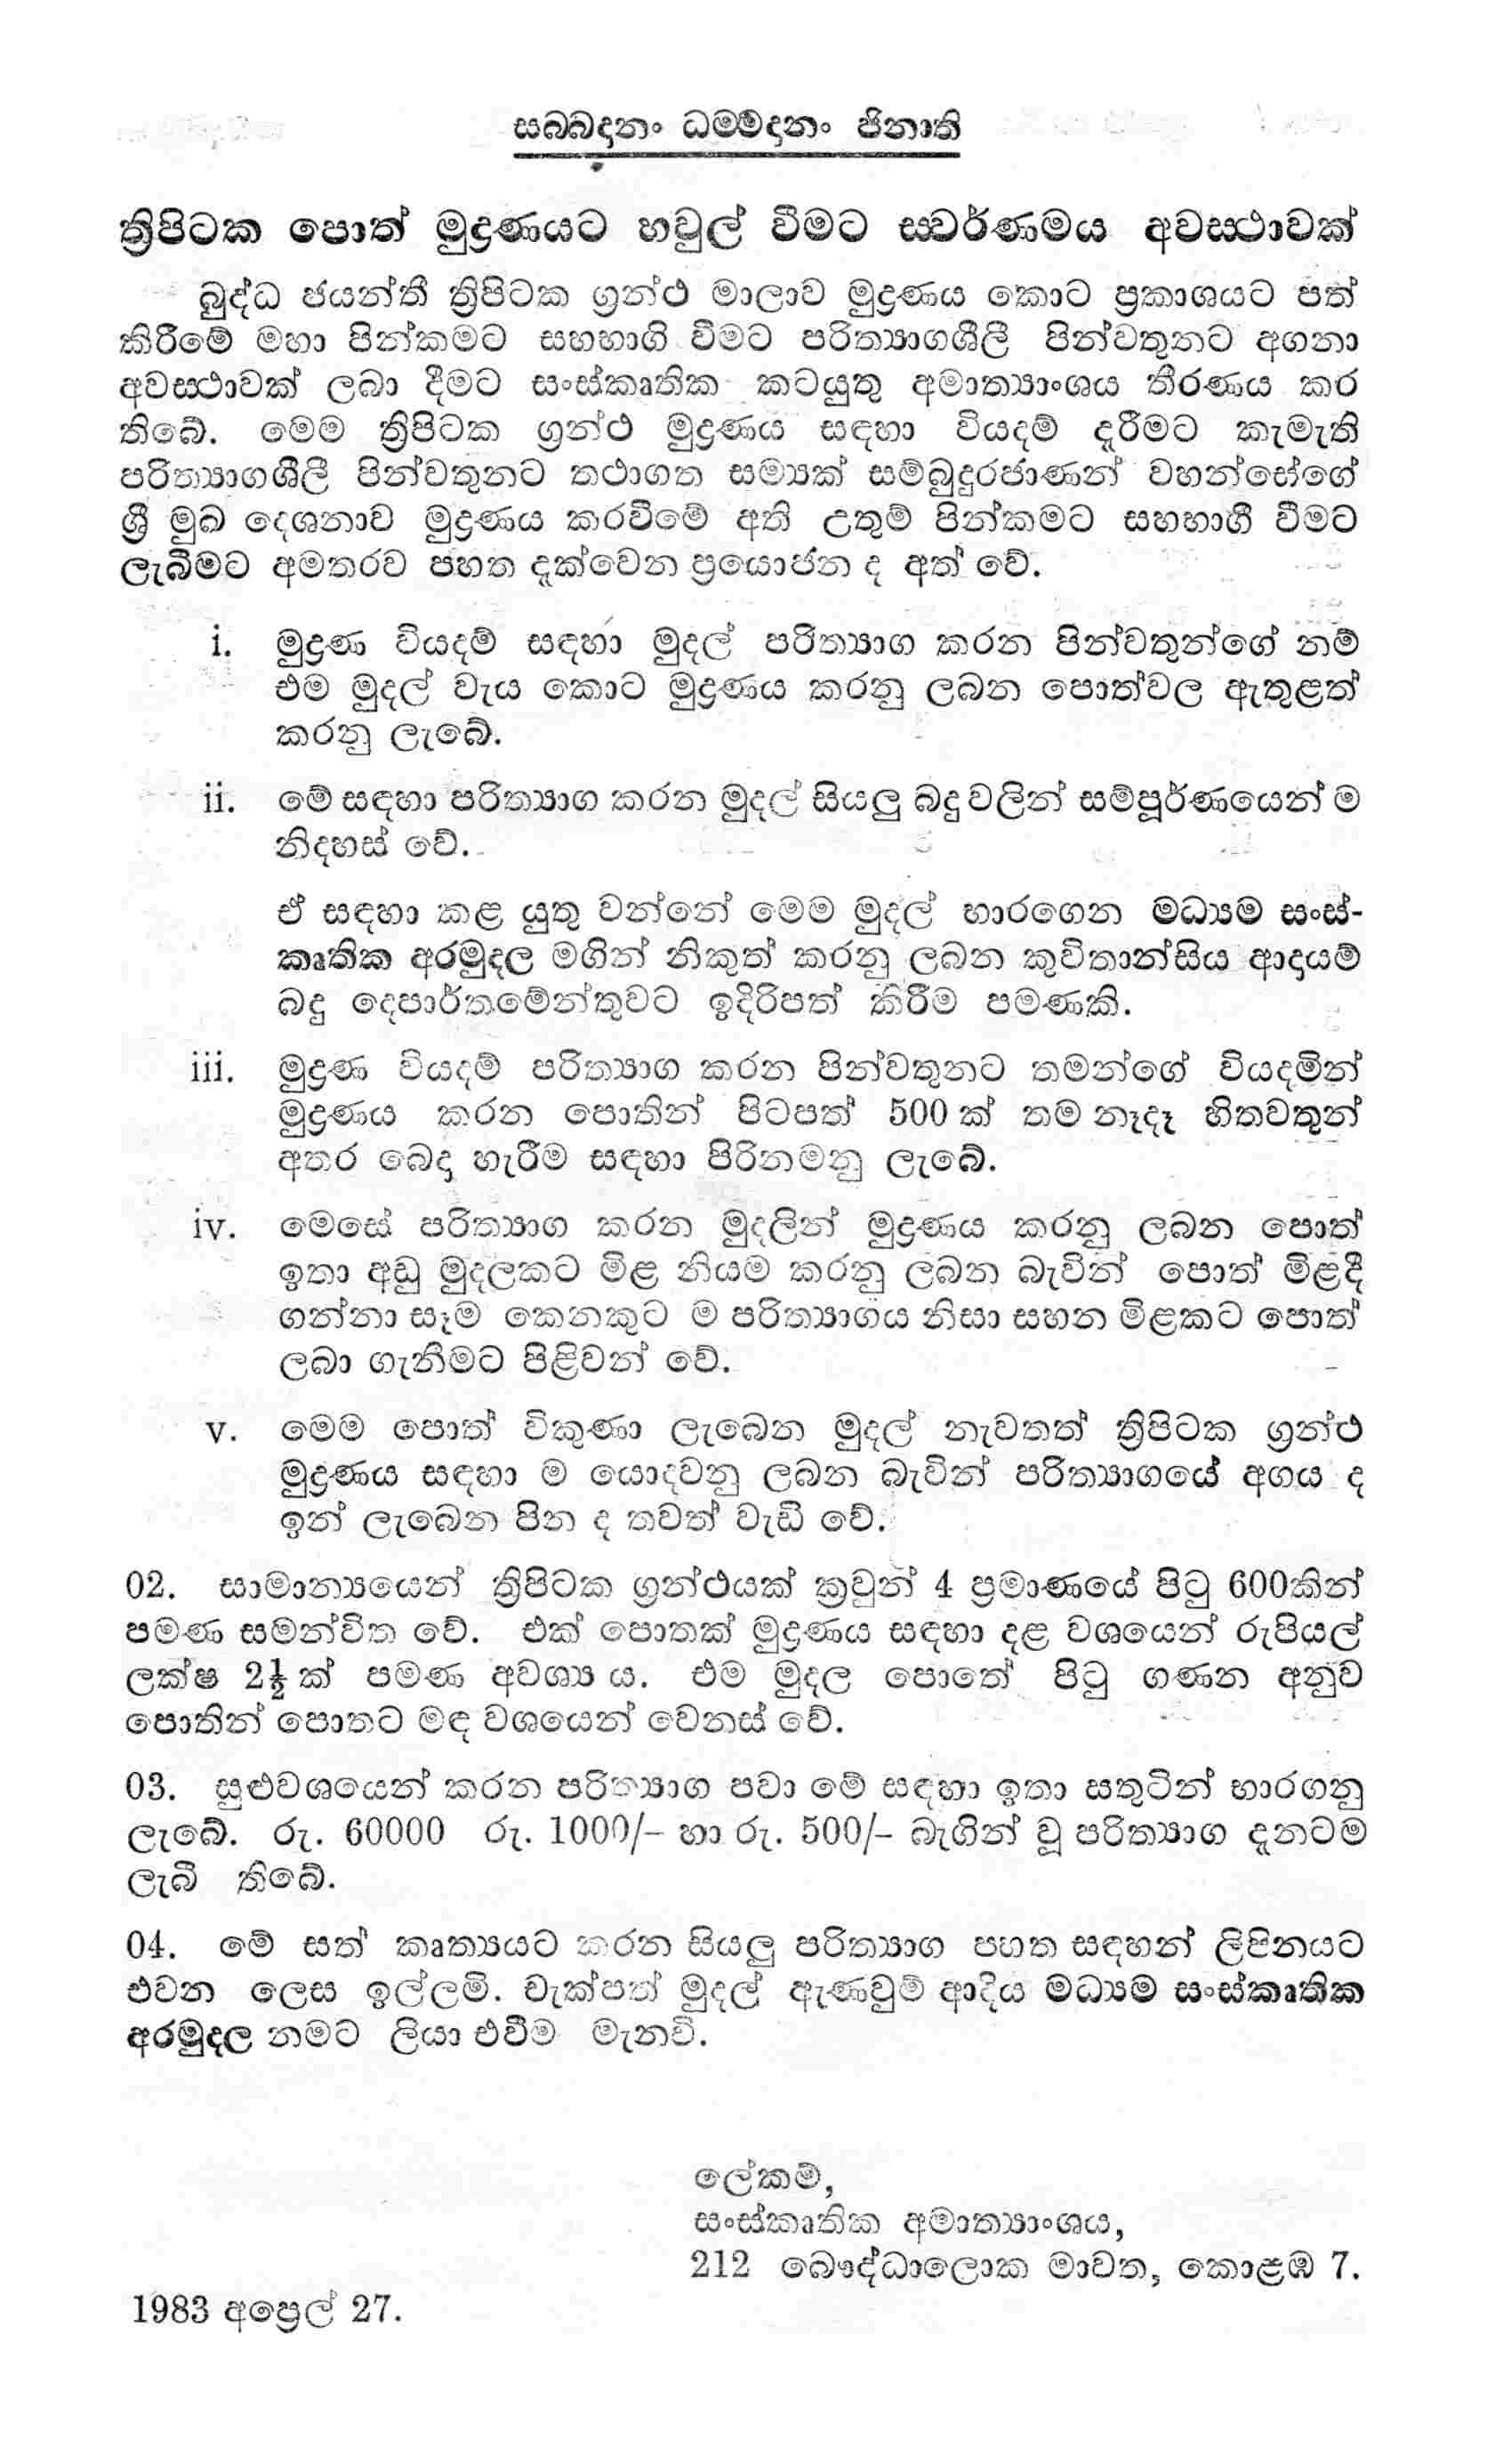 සබ්බදානං ධම්මදානං ජිනාති
ත්‍රිපිටක පොත් මුද්‍රණයට හවුල් වීමට ස්වර්ණමය අවස්ථාවක්
බුද්ධ ජයන්තී ත්‍රිපිටක ග්‍රන්ථ මාලාව මුද්‍රණය කොට ප්‍රකාශයට පත්
කිරීමේ මහා පින්කමට සහභාගි වීමට පරිත්‍යාගශීලී පින්වතුනට අගනා
අවස්ථාවක් ලබා දීමට සංස්කෘතික කටයුතු අමාත්‍යාංශය තීරණය කර
තිබේ. මෙම ත්‍රිපිටක ග්‍රන්ථ මුද්‍රණය සඳහා වියදම් දැරීමට කැමැති
පරිත්‍යාගශීලී පින්වතුනට තථාගත සම්‍යක් සම්බුදුරජාණන් වහන්සේගේ
ශ්‍රී මුඛ දෙශනාව මුද්‍රණය කරවීමේ අති උතුම් පින්කමට සහභාගී වීමට
ලැබීමට අමතරව පහත දැක්වෙන ප්‍රයොජන ද අත් වේ.
i. මුද්‍රණ වියදම් සඳහා මුදල් පරිත්‍යාග කරන පින්වතුන්ගේ නම්
එම මුදල් වැය කොට මුද්‍රණය කරනු ලබන පොත්වල ඇතුළත්
කරනු ලැබේ.
ii. මේ සඳහා පරිත්‍යාග කරන මුදල් සියලු බදුවලින් සම්පූර්ණයෙන් ම
නිදහස් වේ.
ඒ සඳහා කළ යුතු වන්නේ මෙම මුදල් භාරගෙන මධ්‍යම සංස්-
කෘතික අරමුදල මගින් නිකුත් කරනු ලබන කුවිතාන්සිය ආදායම්
බදු දෙපාර්තමේන්තුවට ඉදිරිපත් කිරීම පමණකි.
iii. මුද්‍රණ වියදම් පරිත්‍යාග කරන පින්වතුනට තමන්ගේ වියදමින්
මුද්‍රණය කරන පොතින් පිටපත් 500 ක් තම නෑදෑ හිතවතුන්
අතර බෙදා හැරීම සඳහා පිරිනමනු ලැබේ.
iv. මෙසේ පරිත්‍යාග කරන මුදලින් මුද්‍රණය කරනු ලබන පොත්
ඉතා අඩු මුදලකට මිළ නියම කරනු ලබන බැවින් පොත් මිළදී
ගන්නා සෑම කෙනකුට ම පරිත්‍යාගය නිසා සහන මිළකට පොත්
ලබා ගැනීමට පිළිවන් වේ.
v. මෙම පොත් විකුණා ලැබෙන මුදල් නැවතත් ත්‍රිපිටක ග්‍රන්ථ
මුද්‍රණය සඳහා ම යොදවනු ලබන බැවින් පරිත්‍යාගයේ අගය ද
ඉන් ලැබෙන පින ද තවත් වැඩි වේ.
02. සාමාන්‍යයෙන් ත්‍රිපිටක ග්‍රන්ථයක් ක්‍රවුන් 4 ප්‍රමාණයේ පිටු 600කින්
පමණ සමන්විත වේ. එක් පොතක් මුද්‍රණය සඳහා දළ වශයෙන් රුපියල්
ලක්ෂ 2½ ක් පමණ අවශ්‍ය ය. එම මුදල පොතේ පිටු ගණන අනුව
පොතින් පොතට මඳ වශයෙන් වෙනස් වේ.
03. සුළුවශයෙන් කරන පරිත්‍යාග පවා මේ සඳහා ඉතා සතුටින් භාරගනු
ලැබේ. රු. 60000 රු. 1000/- හා රු. 500/- බැගින් වූ පරිත්‍යාග දැනටම
ලැබී තිබේ.
04. මේ සත් කෘත්‍යයට කරන සියලු පරිත්‍යාග පහත සඳහන් ලිපිනයට
එවන ලෙස ඉල්ලමි. චැක්පත් මුදල් ඇණවුම් ආදිය මධ්‍යම සංස්කෘතික
අරමුදල නමට ලියා එවීම මැනවි.
ලේකම්,
සංස්කෘතික අමාත්‍යාංශය,
212 බෞද්ධාලොක මාවත, කොළඹ 7.
1983 අප්‍රෙල් 27.